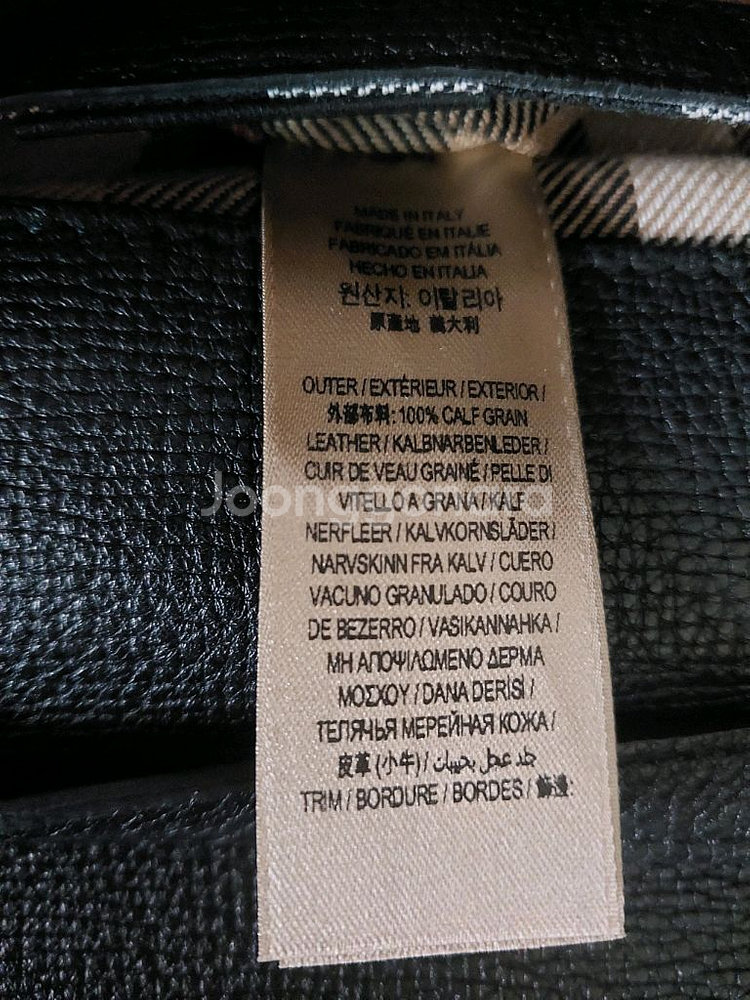 MADE IN ITALY
FABRIQUÉ EN ITALIE
FABRICADO EM ITÁLIA
HECHO EN ITALIA
원산지: 이탈리아
原產地 義大利
OUTER / EXTÉRIEUR / EXTERIOR /
外部布料: 100% CALF GRAIN
LEATHER / KALBNARBENLEDER /
CUIR DE VEAU GRAINÉ / PELLE DI
VITELLO A GRANA / KALF
NERFLEER / KALVKORNSLÄDER /
NARVSKINN FRA KALV / CUERO
VACUNO GRANULADO / COURO
DE BEZERRO / VASIKANNAHKA /
ΜΗ ΑΠΟΨΙΛΩΜΕΝΟ ΔΕΡΜΑ
ΜΟΣΧΟΥ / DANA DERİSİ /
ТЕЛЯЧЬЯ МЕРЕЙНАЯ КОЖА /
皮革 (小牛) / جلد عجل بحبيبات
TRIM / BORDURE / BORDES / 飾邊: